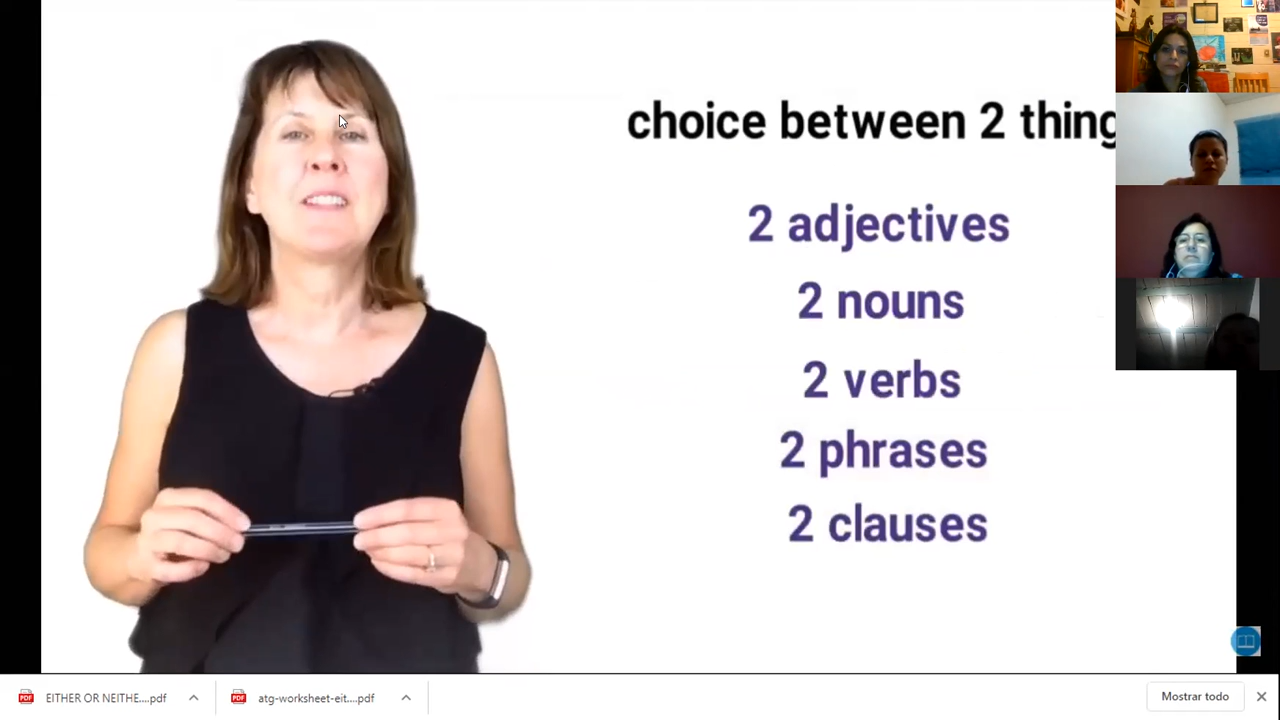 choice between 2 thing
2 adjectives
2 nouns
2 verbs
2 phrases
2 clauses
EITHER OR NEITHE....pdf
atg-worksheet-eit....pdf
Mostrar todo